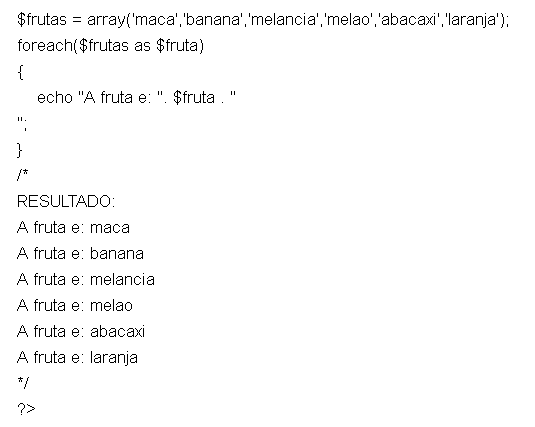 $frutas = array('maca','banana','melancia','melao','abacaxi','laranja');
foreach($frutas as $fruta)
{
    echo "A fruta e: ". $fruta . "
";
}
/*
RESULTADO:
A fruta e: maca
A fruta e: banana
A fruta e: melancia
A fruta e: melao
A fruta e: abacaxi
A fruta e: laranja
*/
?>